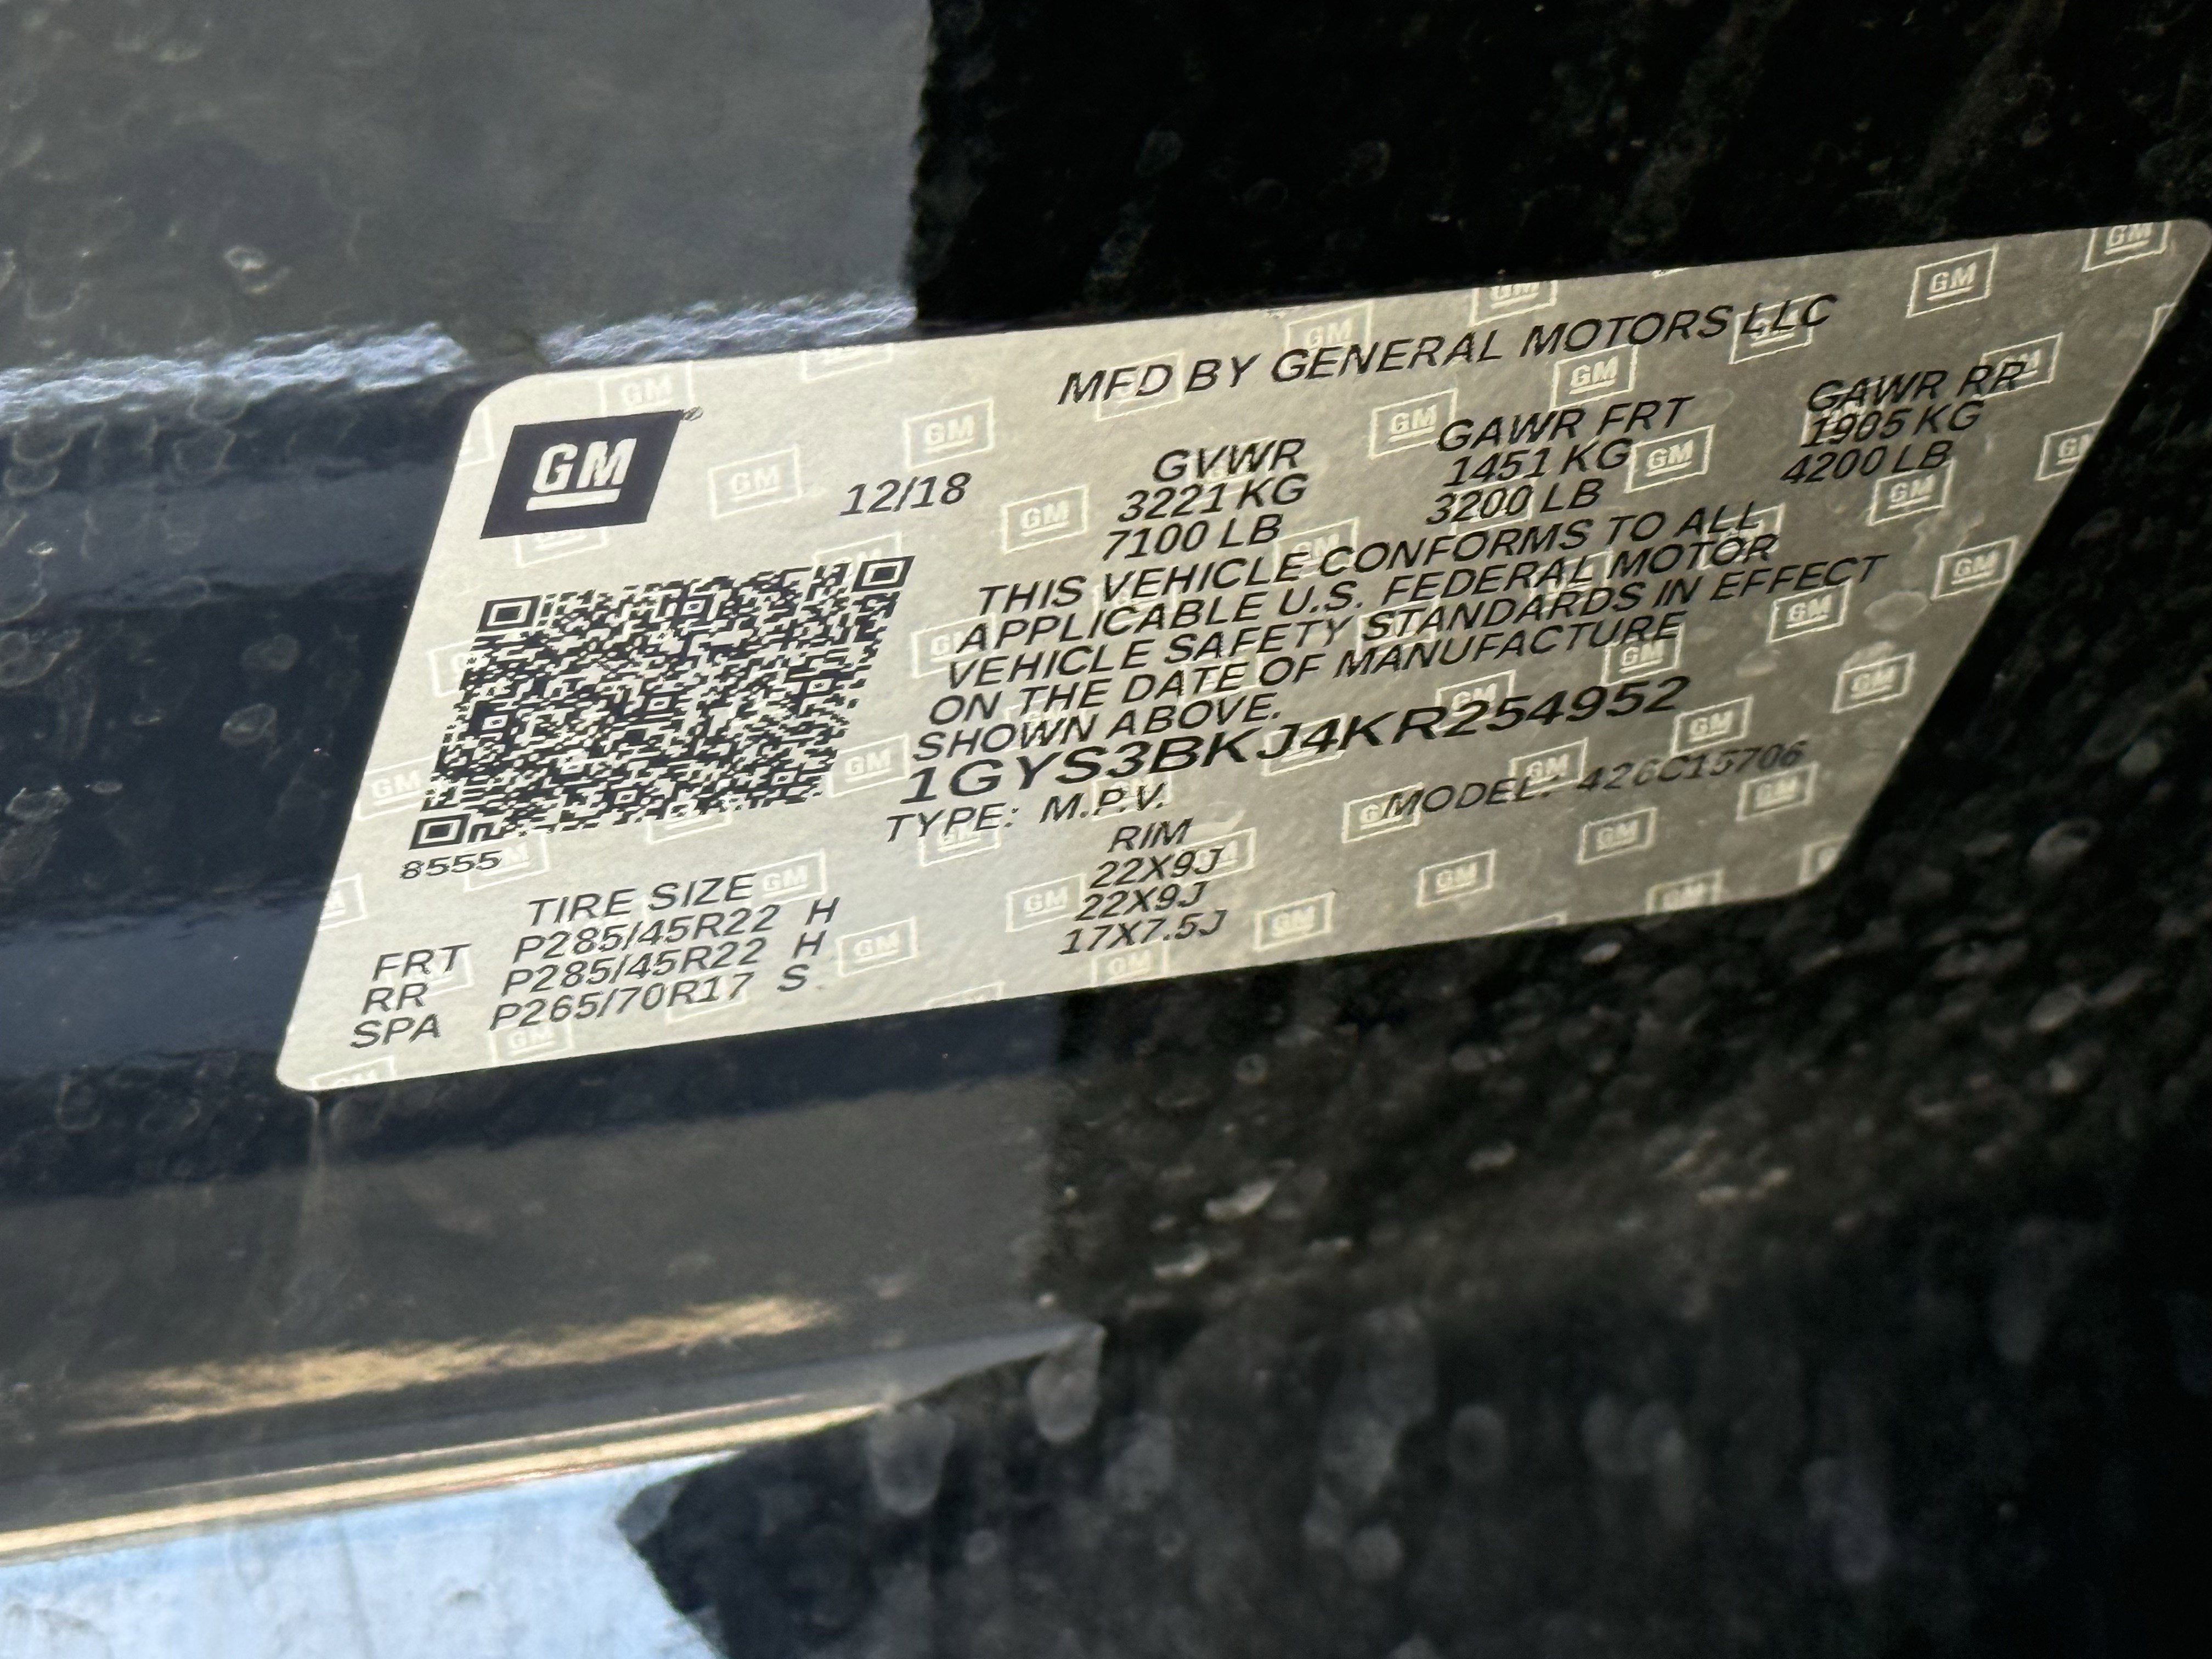 MFD BY GENERAL MOTORS LLC
GM
12/18
GVWR GAWR FRT GAWR RR
3221 KG 1451 KG 1905 KG
7100 LB 3200 LB 4200 LB
THIS VEHICLE CONFORMS TO ALL
APPLICABLE U.S. FEDERAL MOTOR
VEHICLE SAFETY STANDARDS IN EFFECT
ON THE DATE OF MANUFACTURE
SHOWN ABOVE.
1GYS3BKJ4KR254952
TYPE: M.P.V. MODEL: 426C15706
8555
TIRE SIZE RIM
FRT P285/45R22 H 22X9J
RR P285/45R22 H 22X9J
SPA P265/70R17 S 17X7.5J